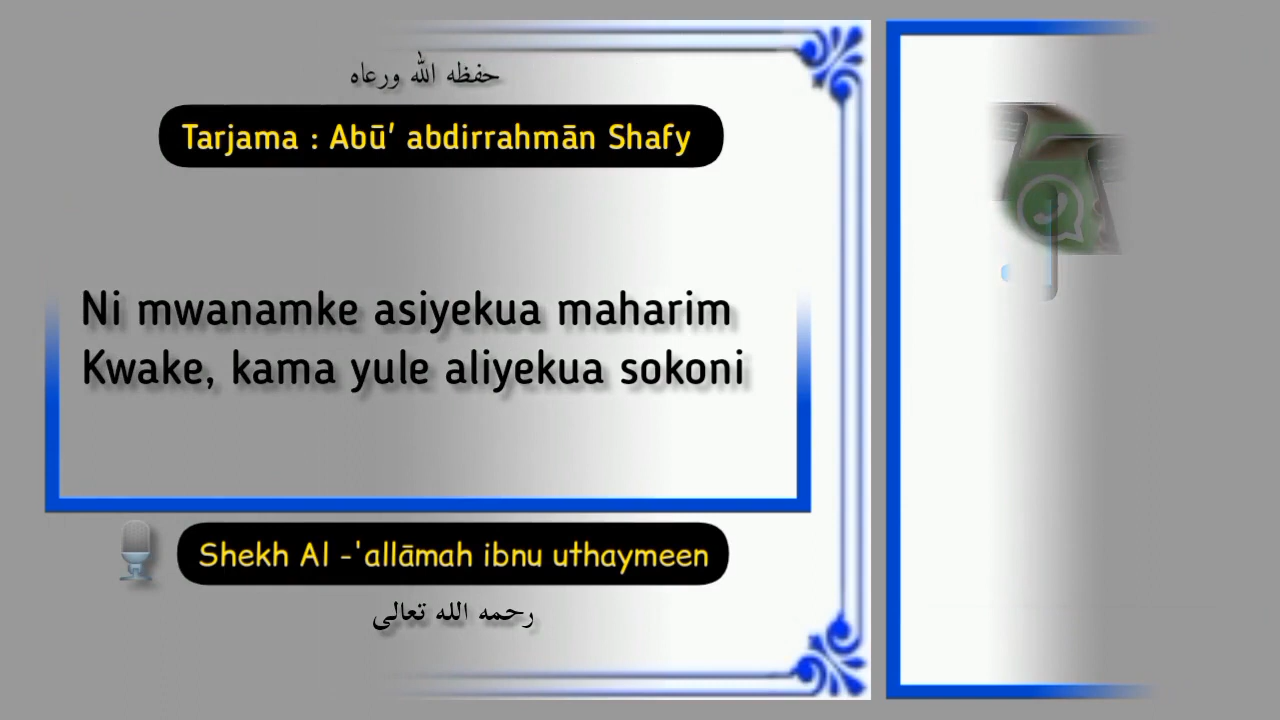 حفظه الله ورعاه
Tarjama : Abū' abdirrahmān Shafy
Ni mwanamke asiyekua maharim
Kwake, kama yule aliyekua sokoni
Shekh Al -'allāmah ibnu uthaymeen
رحمه الله تعالى